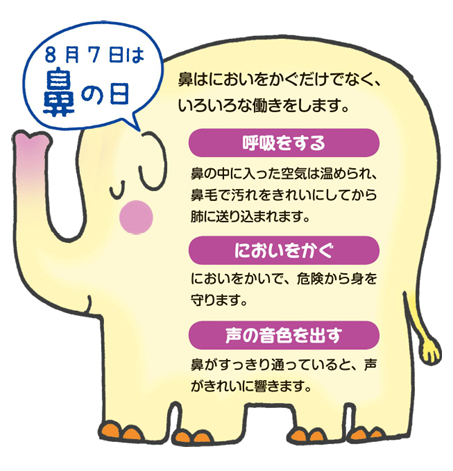 8月7日は
鼻の日
鼻はにおいをかぐだけでなく、
いろいろな働きをします。
呼吸をする
鼻の中に入った空気は温められ、
鼻毛で汚れをきれいにしてから
肺に送り込まれます。
においをかぐ
においをかいで、危険から身を
守ります。
声の音色を出す
鼻がすっきり通っていると、声
がきれいに響きます。